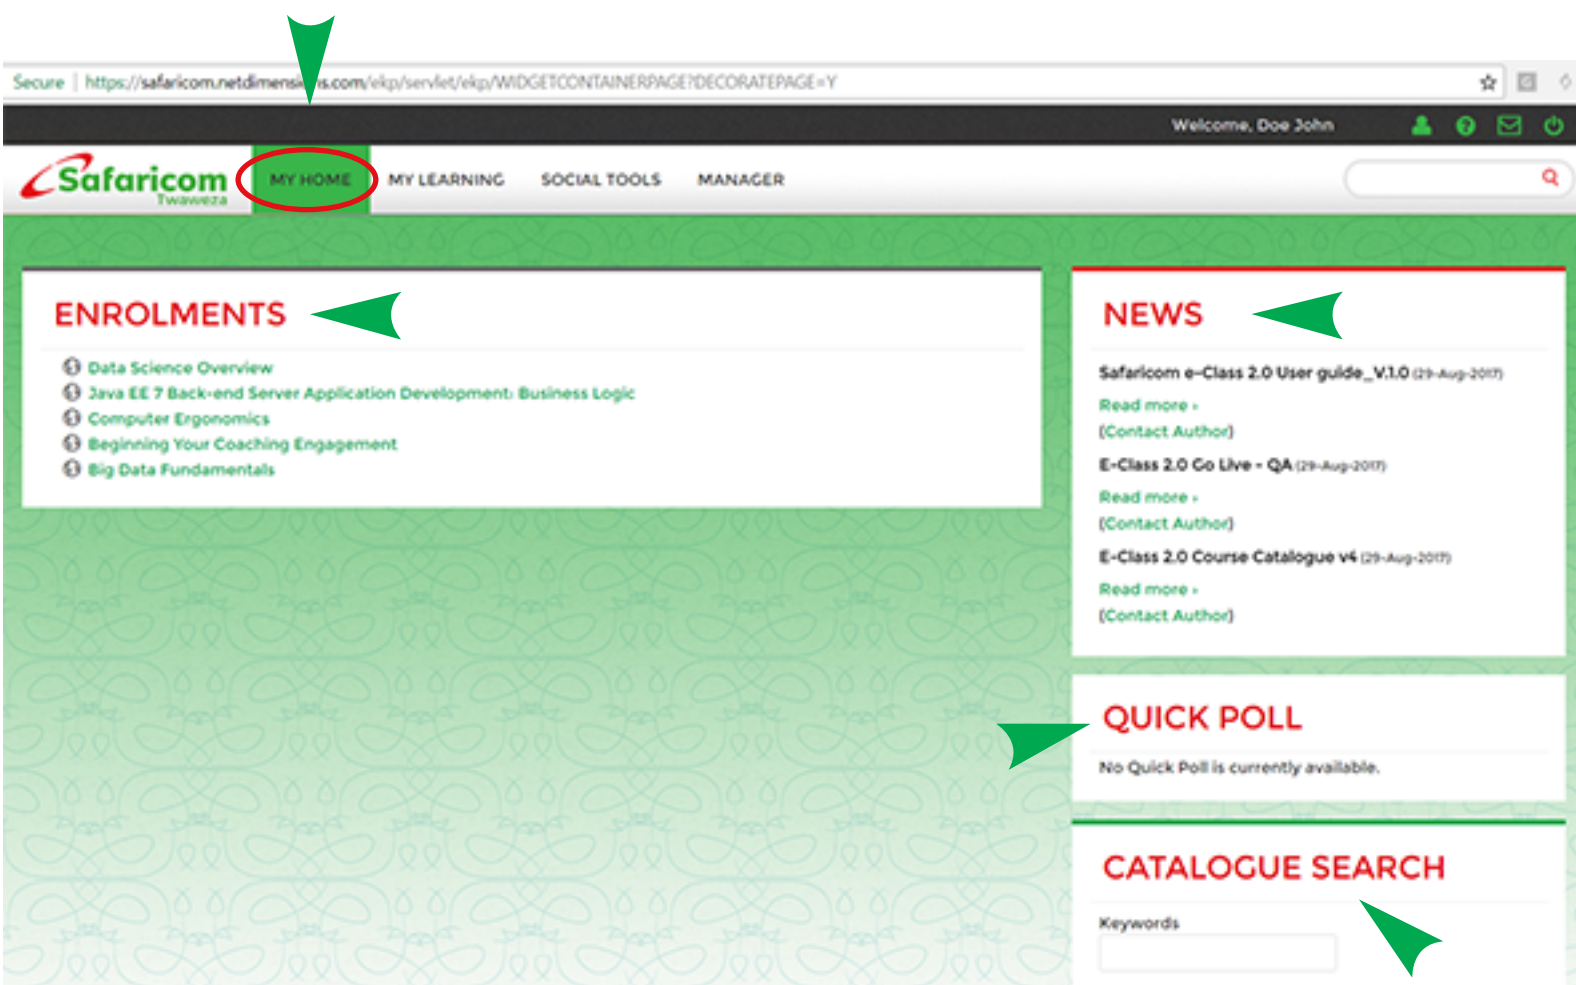 Secure | https://safaricom.netdimensions.com/ekp/servlet/ekp/WIDGETCONTAINERPAGE?DECORATEPAGE=Y
Welcome, Doe John
Safaricom
Twaweza
MY HOME
MY LEARNING
SOCIAL TOOLS
MANAGER
ENROLMENTS
Data Science Overview
Java EE 7 Back-end Server Application Development: Business Logic
Computer Ergonomics
Beginning Your Coaching Engagement
Big Data Fundamentals
NEWS
Safaricom e-Class 2.0 User guide_V.1.0 (29-Aug-2017)
Read more ›
(Contact Author)
E-Class 2.0 Go Live - QA (29-Aug-2017)
Read more ›
(Contact Author)
E-Class 2.0 Course Catalogue v4 (29-Aug-2017)
Read more ›
(Contact Author)
QUICK POLL
No Quick Poll is currently available.
CATALOGUE SEARCH
Keywords